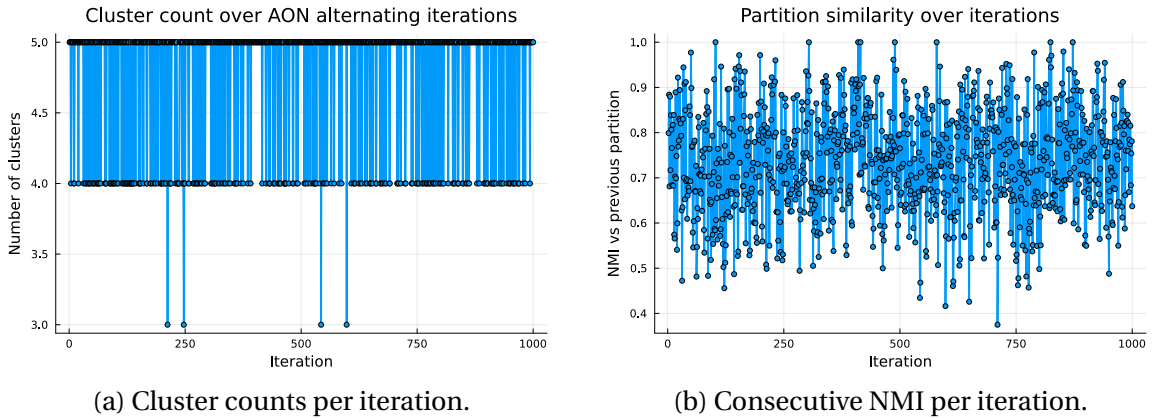 Cluster count over AON alternating iterations
Number of clusters
5.0
4.5
4.0
3.5
3.0
0
250
500
750
1000
Iteration
(a) Cluster counts per iteration.
Partition similarity over iterations
NMI vs previous partition
1.0
0.9
0.8
0.7
0.6
0.5
0.4
0
250
500
750
1000
Iteration
(b) Consecutive NMI per iteration.